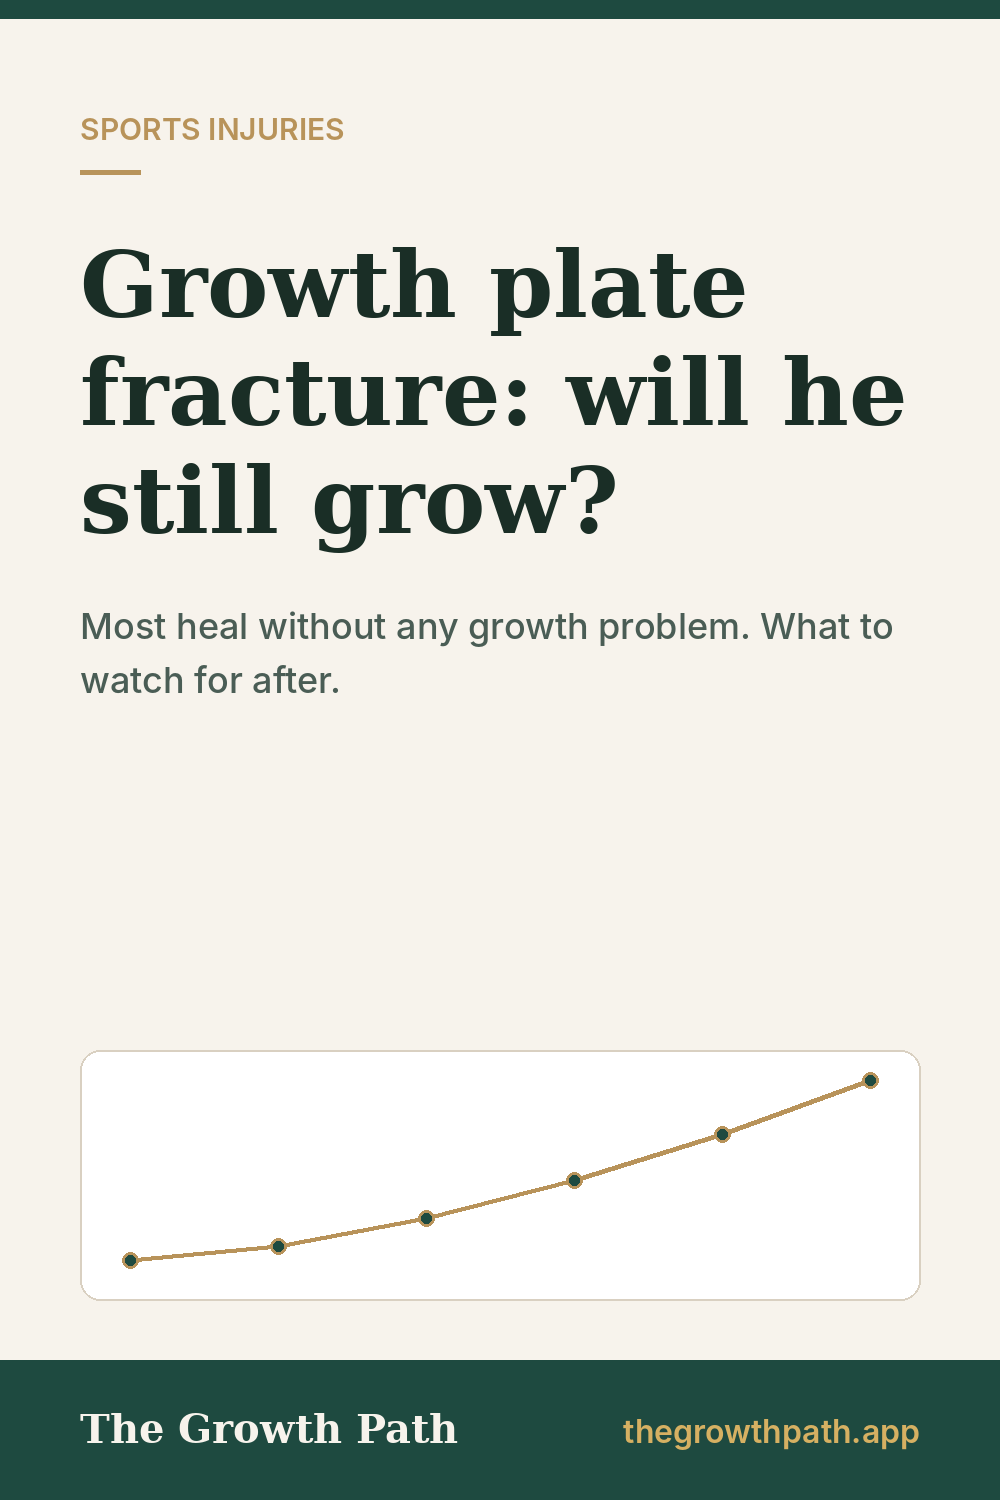 SPORTS INJURIES
Growth plate
fracture: will he
still grow?
Most heal without any growth problem. What to
watch for after.
The Growth Path
thegrowthpath.app